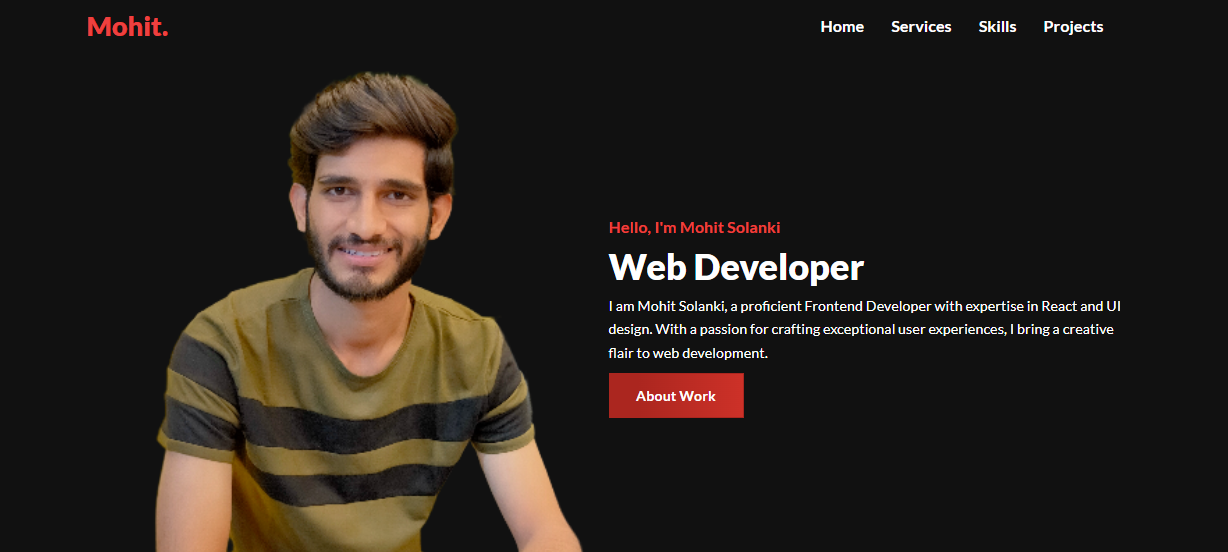 Mohit.
Home Services Skills Projects
Hello, I'm Mohit Solanki
Web Developer
I am Mohit Solanki, a proficient Frontend Developer with expertise in React and UI
design. With a passion for crafting exceptional user experiences, I bring a creative
flair to web development.
About Work